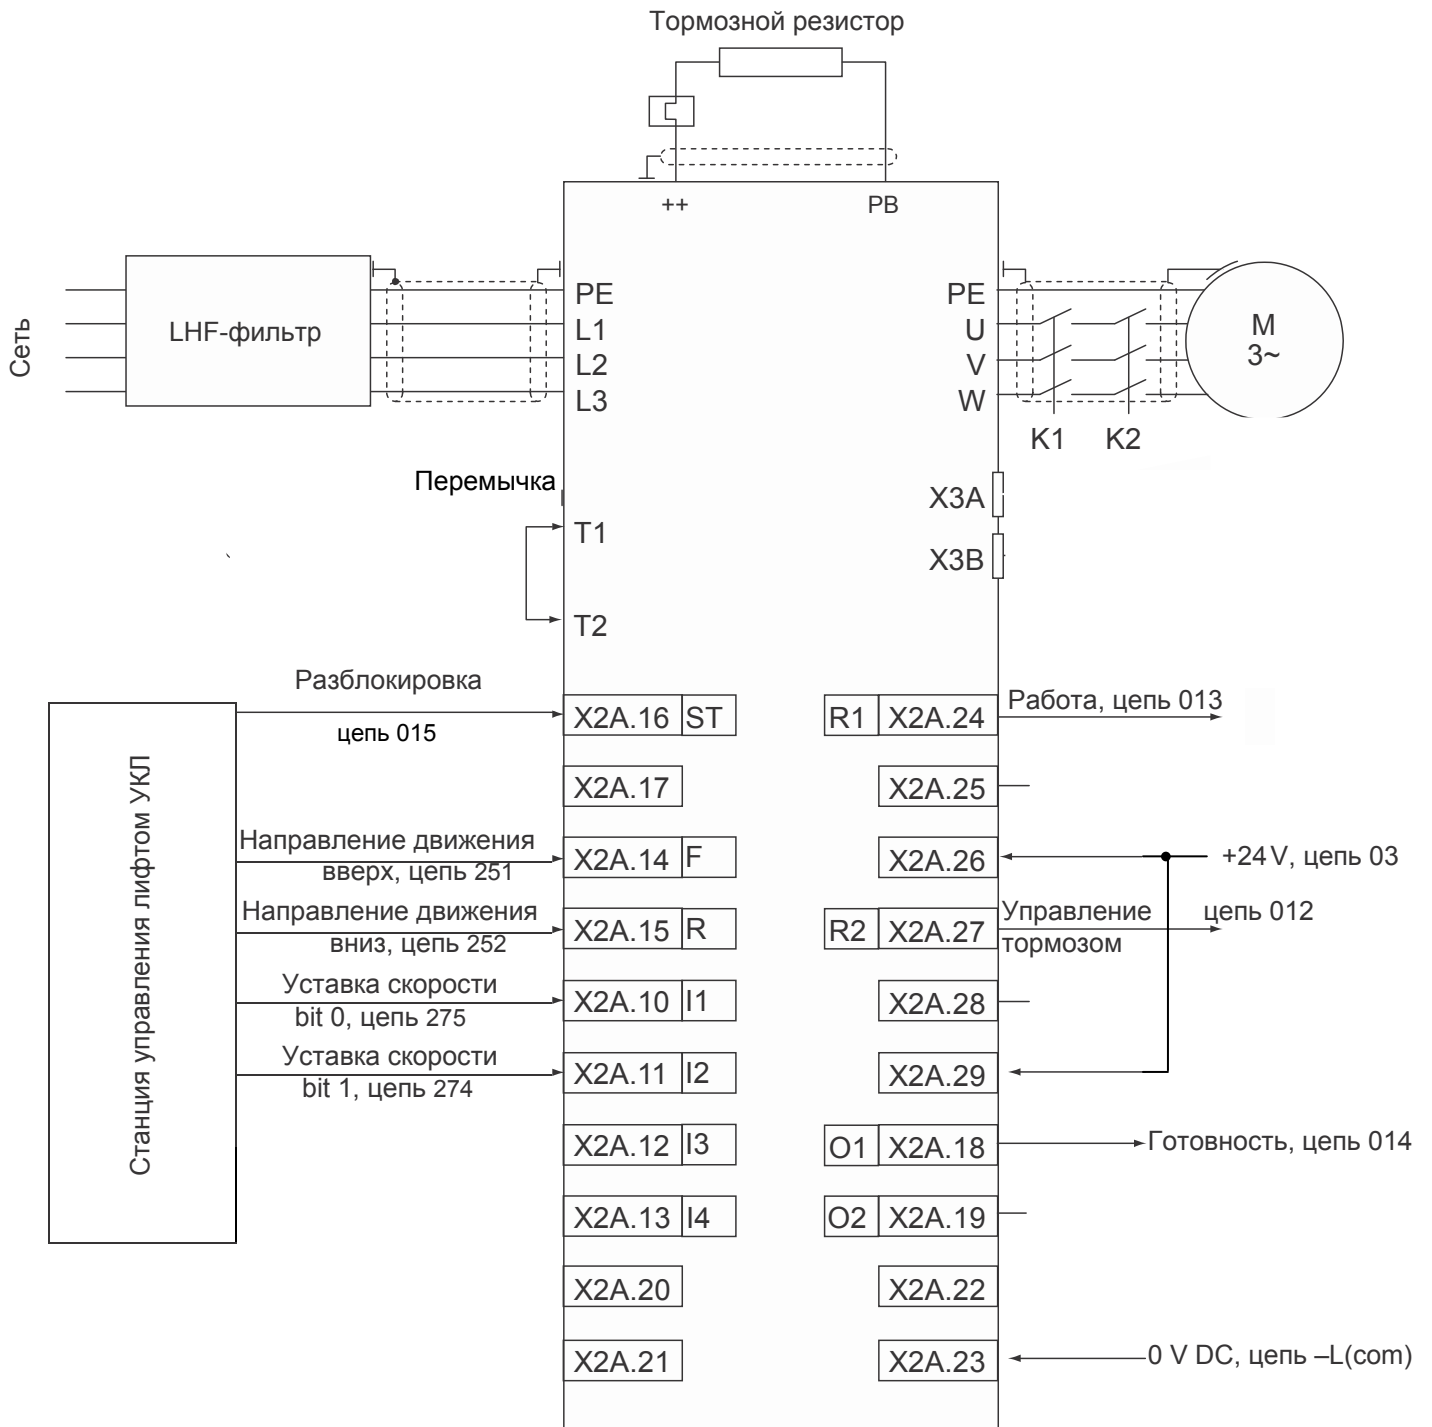 Тормозной резистор
++
PB
Сеть
LHF-фильтр
PE
L1
L2
L3
PE
U
V
W
M
3~
K1
K2
Перемычка
T1
T2
X3A
X3B
Станция управления лифтом УКЛ
Разблокировка
цепь 015
X2A.16 ST
X2A.17
Направление движения
вверх, цепь 251
X2A.14 F
Направление движения
вниз, цепь 252
X2A.15 R
Уставка скорости
bit 0, цепь 275
X2A.10 I1
Уставка скорости
bit 1, цепь 274
X2A.11 I2
X2A.12 I3
X2A.13 I4
X2A.20
X2A.21
R1 X2A.24
Работа, цепь 013
X2A.25
X2A.26
+24 V, цепь 03
R2 X2A.27
Управление цепь 012
тормозом
X2A.28
X2A.29
O1 X2A.18
Готовность, цепь 014
O2 X2A.19
X2A.22
X2A.23
0 V DC, цепь –L(com)